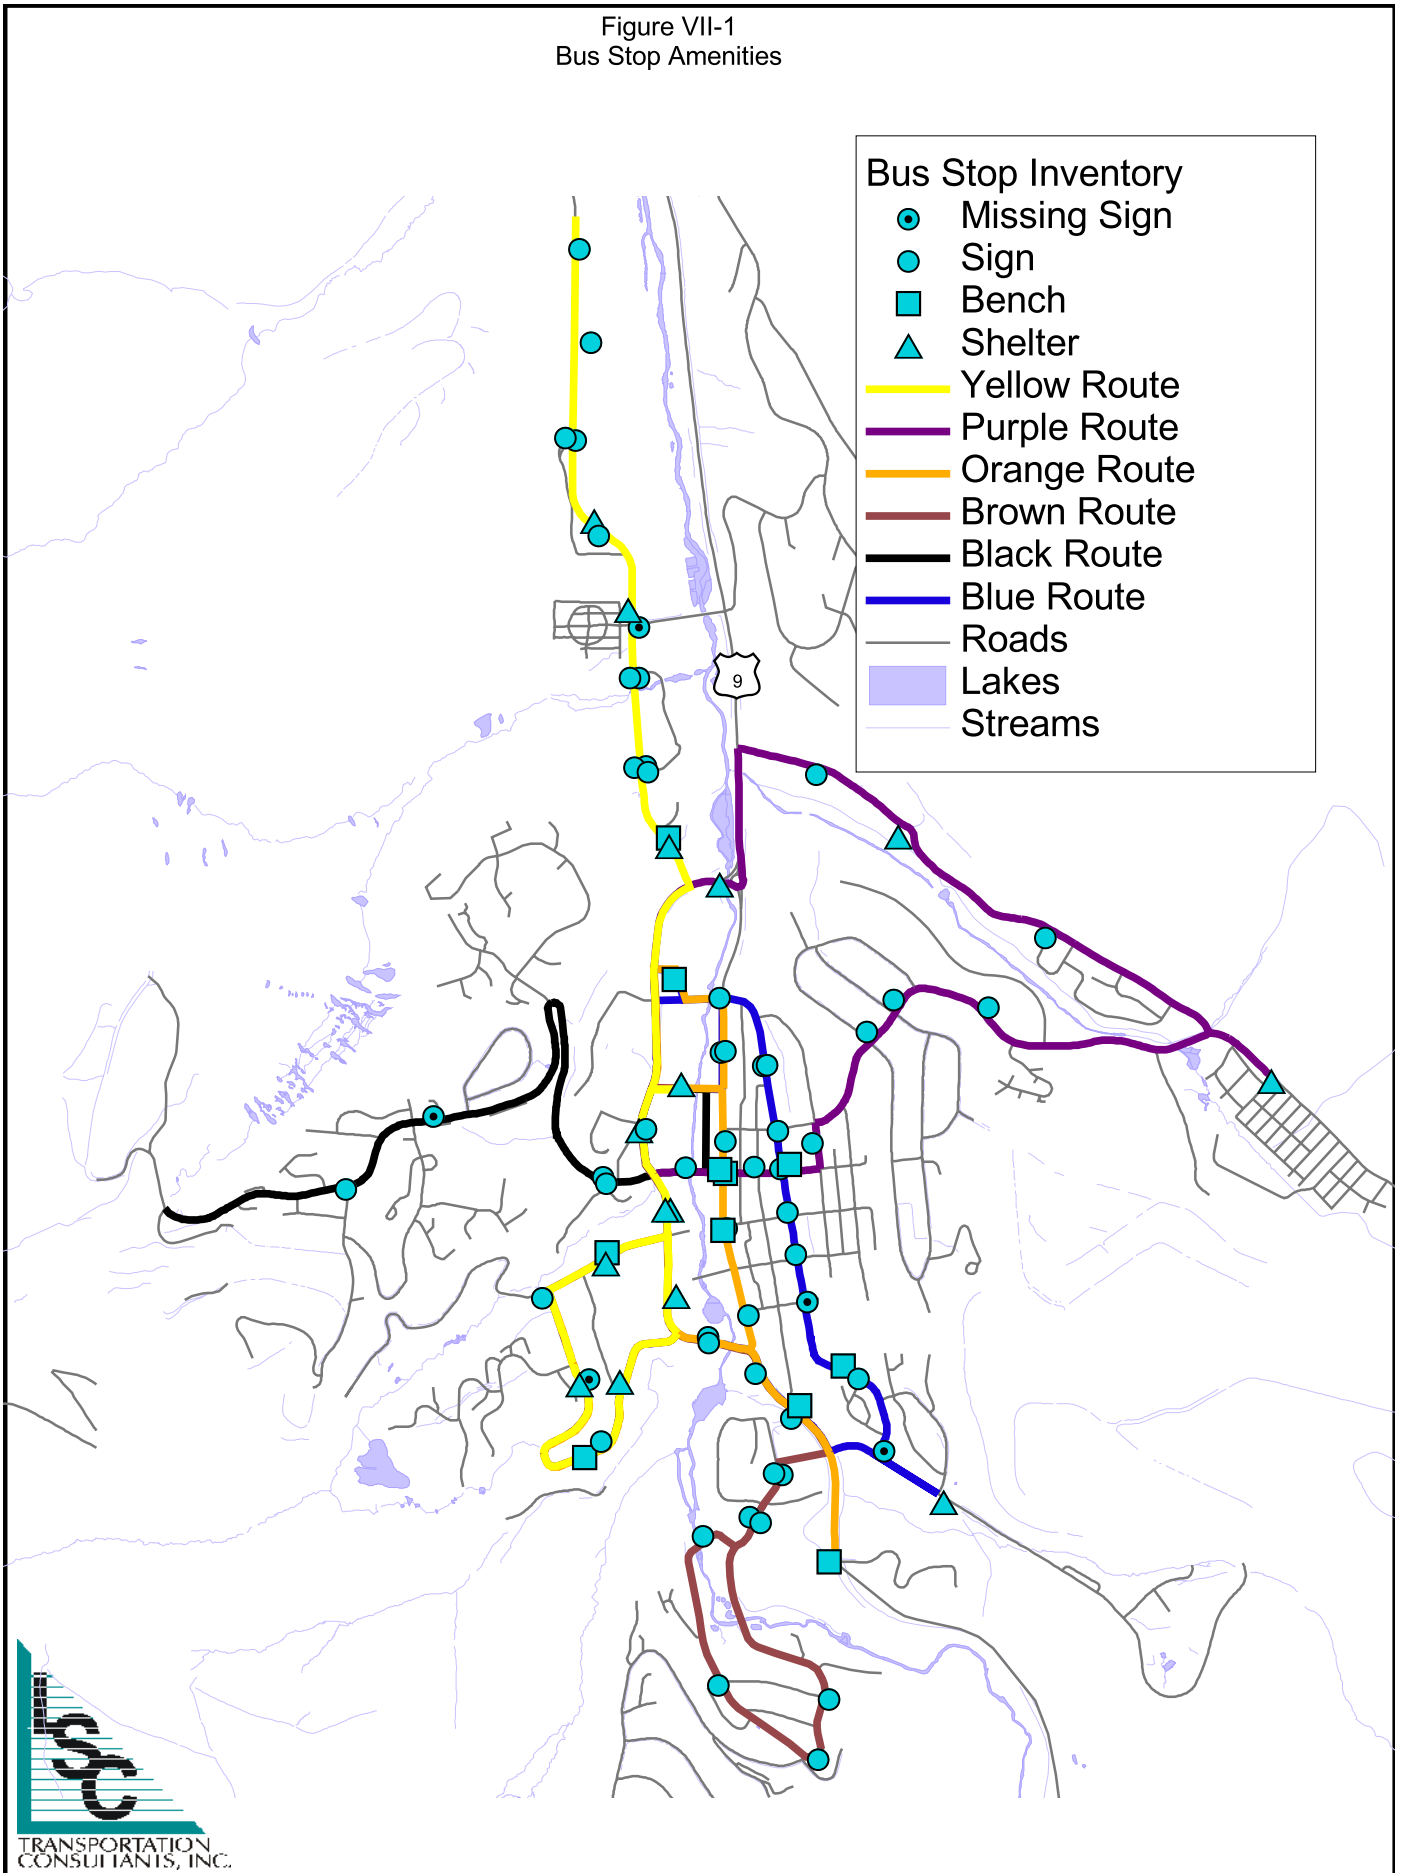 Figure VII-1
Bus Stop Amenities
Bus Stop Inventory
Missing Sign
Sign
Bench
Shelter
Yellow Route
Purple Route
Orange Route
Brown Route
Black Route
Blue Route
Roads
Lakes
Streams
9
LSC
TRANSPORTATION
CONSULTANTS, INC.